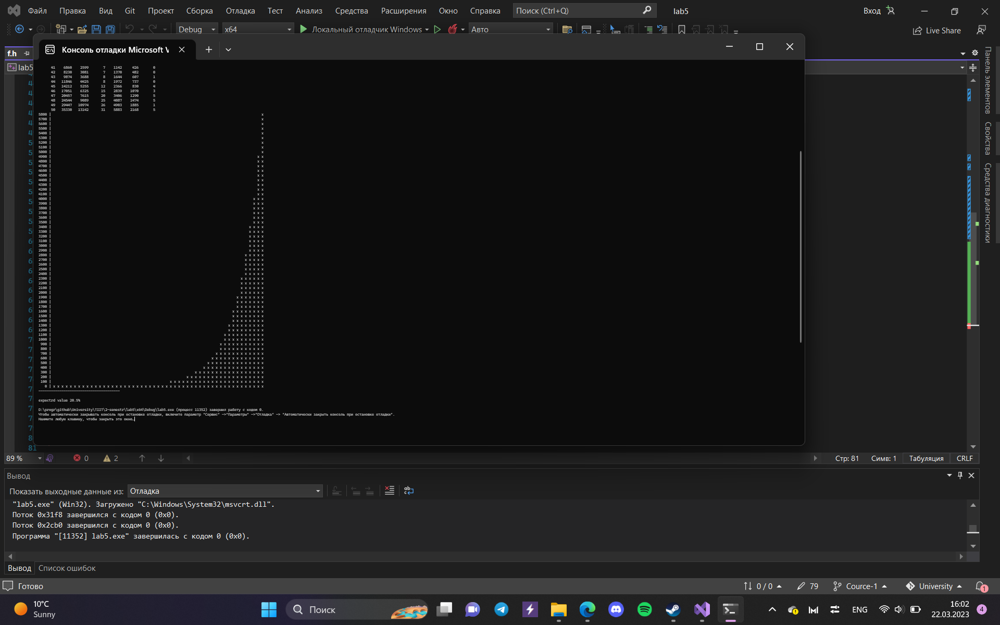 Файл Правка Вид Git Проект Сборка Отладка Тест Анализ Средства Расширения Окно Справка Поиск (Ctrl+Q) lab5 Вход
Debug x64 Локальный отладчик Windows Авто Live Share
f.h
Консоль отладки Microsoft V
lab5
41 6860 2599 7 1142 426 0
42 8230 3081 7 1370 482 0
43 9874 3688 8 1644 607 1
44 11846 4425 8 1972 737 0
45 14212 5255 12 2366 830 4
46 17051 6325 15 2839 1070 3
47 20457 7615 20 3406 1290 5
48 24544 9089 25 4087 1474 5
49 29447 10974 26 4903 1885 1
50 35330 13142 31 5883 2168 5
5800 | x
5700 | x
5600 | x
5500 | x
5400 | x
5300 | x
5200 | x
5100 | x
5000 | x
4900 | x x
4800 | x x
4700 | x x
4600 | x x
4500 | x x
4400 | x x
4300 | x x
4200 | x x
4100 | x x
4000 | x x x
3900 | x x x
3800 | x x x
3700 | x x x
3600 | x x x
3500 | x x x
3400 | x x x x
3300 | x x x x
3200 | x x x x
3100 | x x x x
3000 | x x x x
2900 | x x x x
2800 | x x x x x
2700 | x x x x x
2600 | x x x x x
2500 | x x x x x
2400 | x x x x x
2300 | x x x x x x
2200 | x x x x x x
2100 | x x x x x x
2000 | x x x x x x
1900 | x x x x x x x
1800 | x x x x x x x
1700 | x x x x x x x
1600 | x x x x x x x x
1500 | x x x x x x x x
1400 | x x x x x x x x
1300 | x x x x x x x x x
1200 | x x x x x x x x x
1100 | x x x x x x x x x x
1000 | x x x x x x x x x x
900 | x x x x x x x x x x x
800 | x x x x x x x x x x x
700 | x x x x x x x x x x x x
600 | x x x x x x x x x x x x x
500 | x x x x x x x x x x x x x x
400 | x x x x x x x x x x x x x x x
300 | x x x x x x x x x x x x x x x x x
200 | x x x x x x x x x x x x x x x x x x x
100 | x x x x x x x x x x x x x x x x x x x x x x x
0 | x x x x x x x x x x x x x x x x x x x x x x x x x x x x x x x x x x x x x x x x x x x x x x x x x x x
expectrd value 20.5%
D:\progr\github\University\TIIT\2-semestr\lab5\x64\Debug\lab5.exe (процесс 11352) завершил работу с кодом 0.
Чтобы автоматически закрывать консоль при остановке отладки, включите параметр "Сервис" ->"Параметры" ->"Отладка" -> "Автоматически закрыть консоль при остановке отладки".
Нажмите любую клавишу, чтобы закрыть это окно…
81
Панель элементов
Свойства
Средства диагностики
89 % 0 2 Стр: 81 Симв: 1 Табуляция CRLF
Вывод
Показать выходные данные из: Отладка
"lab5.exe" (Win32). Загружено "C:\Windows\System32\msvcrt.dll".
Поток 0x31f8 завершился с кодом 0 (0x0).
Поток 0x2cb0 завершился с кодом 0 (0x0).
Программа "[11352] lab5.exe" завершилась с кодом 0 (0x0).
Вывод Список ошибок
Готово 0 / 0 79 Cource-1 University 1
10°C
Sunny
Поиск
ENG
16:02
22.03.2023
4